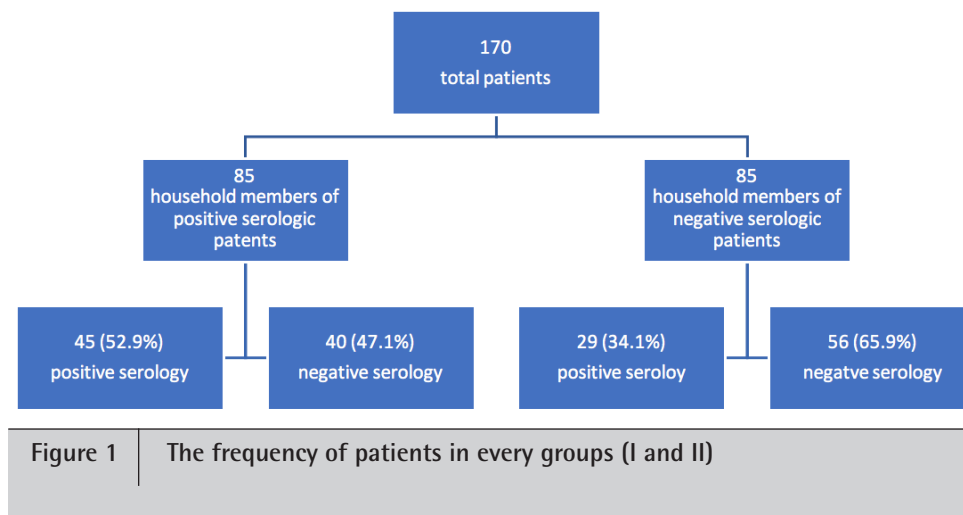 170
total patients
85
household members of
positive serologic
patents
85
household members of
negative serologic
patients
45 (52.9%)
positive serology
40 (47.1%)
negative serology
29 (34.1%)
positive seroloy
56 (65.9%)
negatve serology
Figure 1
The frequency of patients in every groups (I and II)